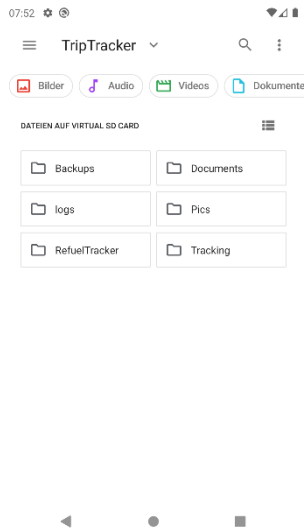 07:52
TripTracker
Bilder Audio Videos Dokumente
DATEIEN AUF VIRTUAL SD CARD
Backups Documents
logs Pics
RefuelTracker Tracking